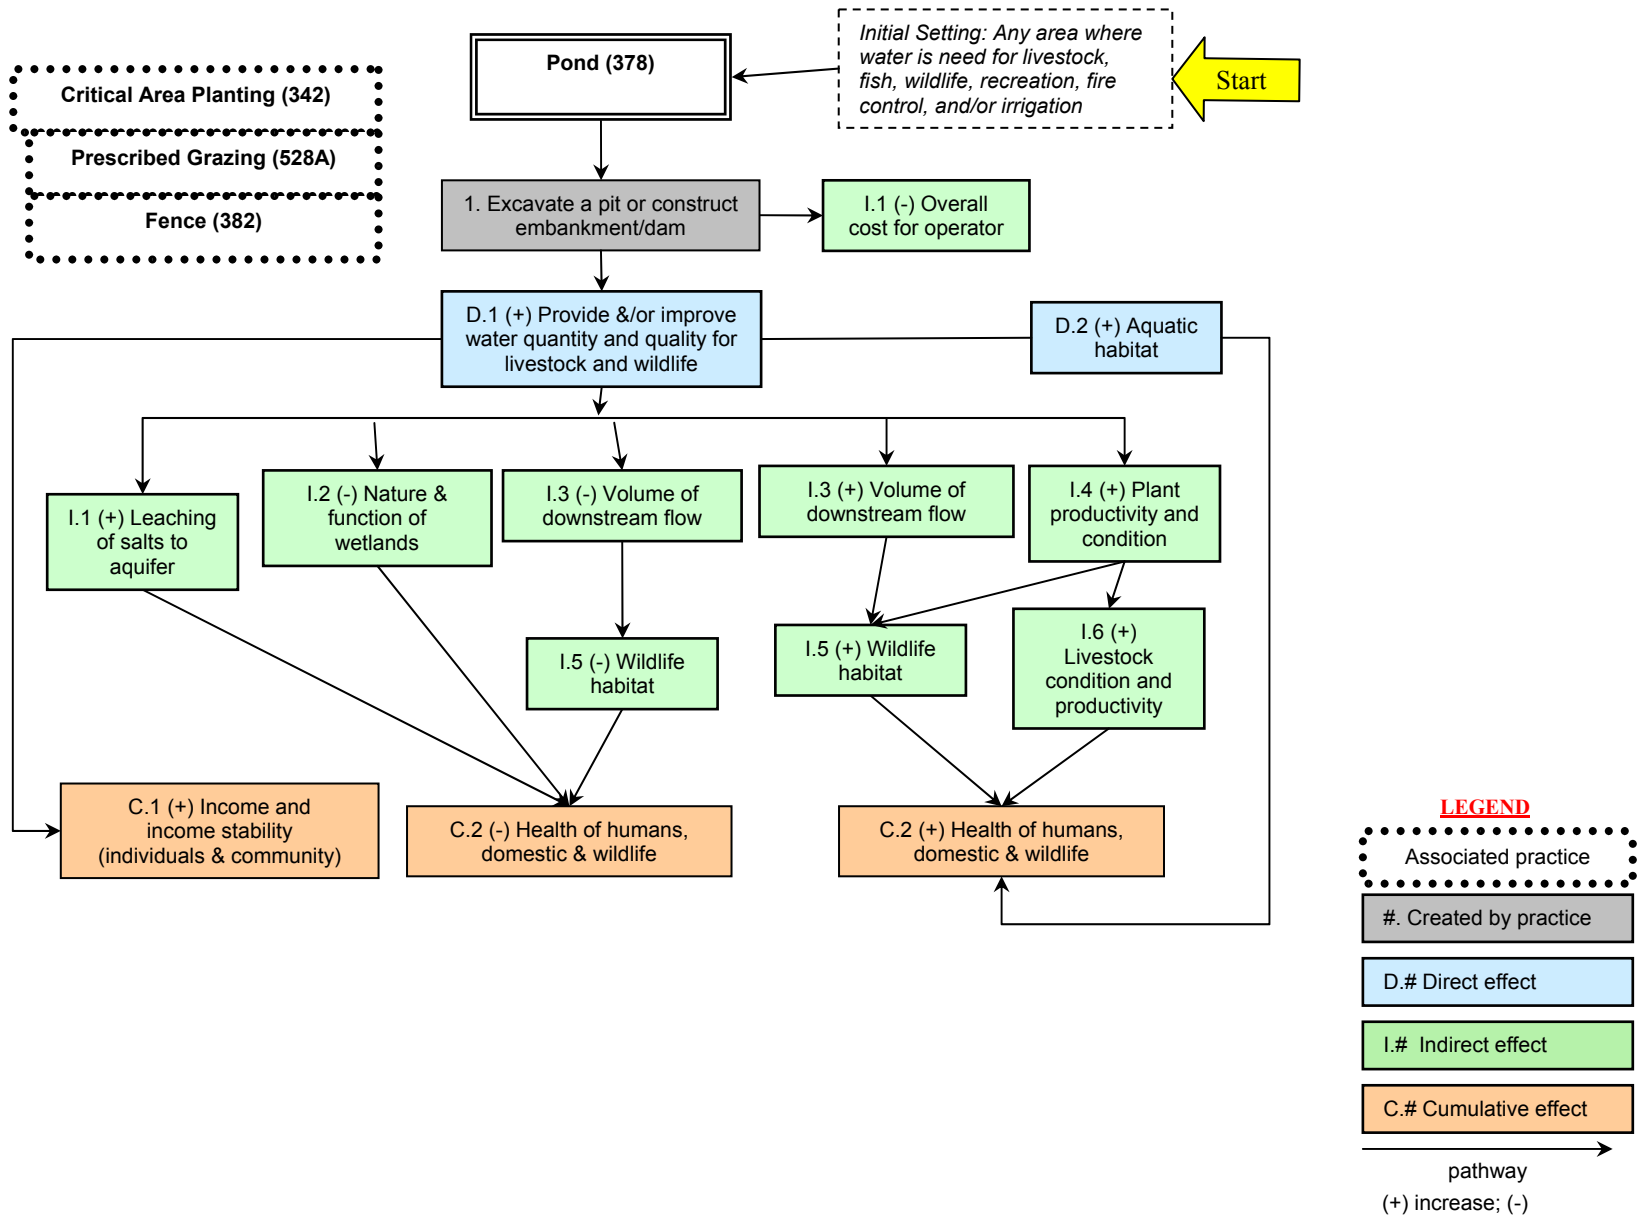 Initial Setting: Any area where
water is need for livestock,
fish, wildlife, recreation, fire
control, and/or irrigation
Start
Pond (378)
Critical Area Planting (342)
Prescribed Grazing (528A)
Fence (382)
1. Excavate a pit or construct
embankment/dam
I.1 (-) Overall
cost for operator
D.1 (+) Provide &/or improve
water quantity and quality for
livestock and wildlife
D.2 (+) Aquatic
habitat
I.1 (+) Leaching
of salts to
aquifer
I.2 (-) Nature &
function of
wetlands
I.3 (-) Volume of
downstream flow
I.3 (+) Volume of
downstream flow
I.4 (+) Plant
productivity and
condition
I.5 (-) Wildlife
habitat
I.5 (+) Wildlife
habitat
I.6 (+)
Livestock
condition and
productivity
C.1 (+) Income and
income stability
(individuals & community)
C.2 (-) Health of humans,
domestic & wildlife
C.2 (+) Health of humans,
domestic & wildlife
LEGEND
Associated practice
#. Created by practice
D.# Direct effect
I.# Indirect effect
C.# Cumulative effect
pathway
(+) increase; (-)